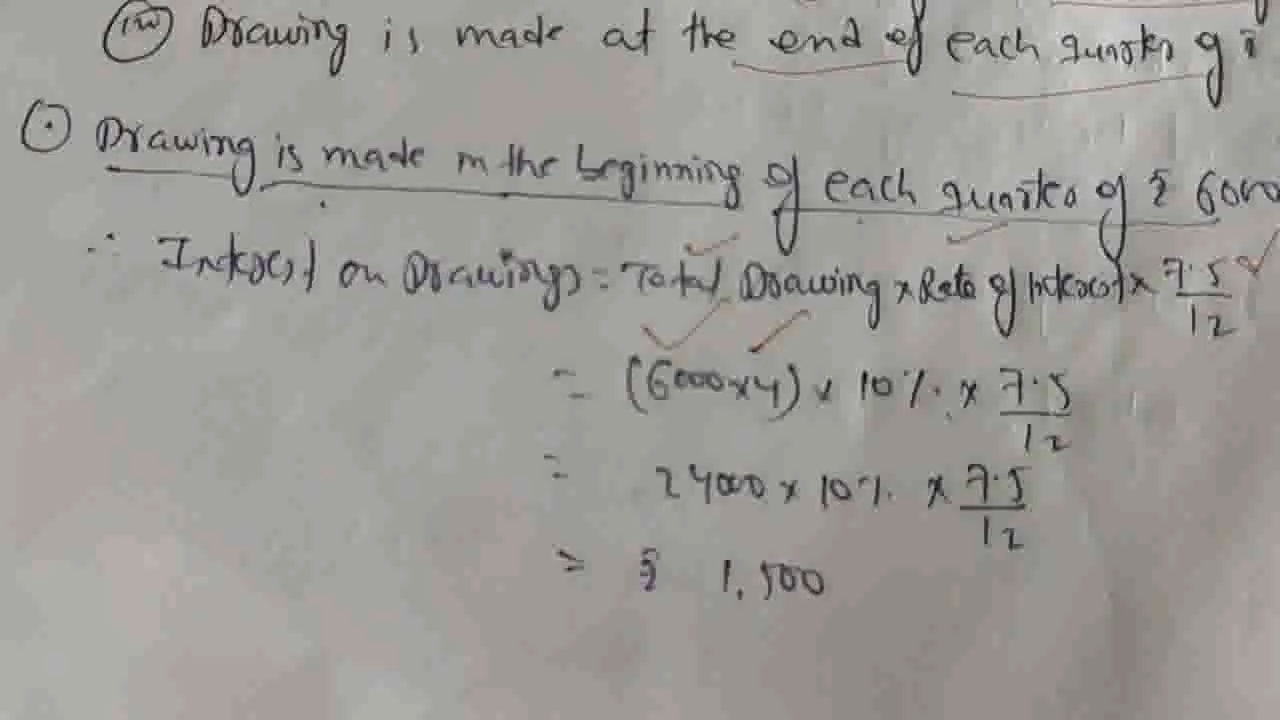 (iv) Drawing is made at the end of each quarter of ₹
Drawing is made in the beginning of each quarter of ₹ 6000
∴ Interest on Drawings = Total Drawing x Rate of Interest x 7.5/12
= (6000x4) x 10%. x 7.5/12
= 24000 x 10%. x 7.5/12
= ₹ 1,500